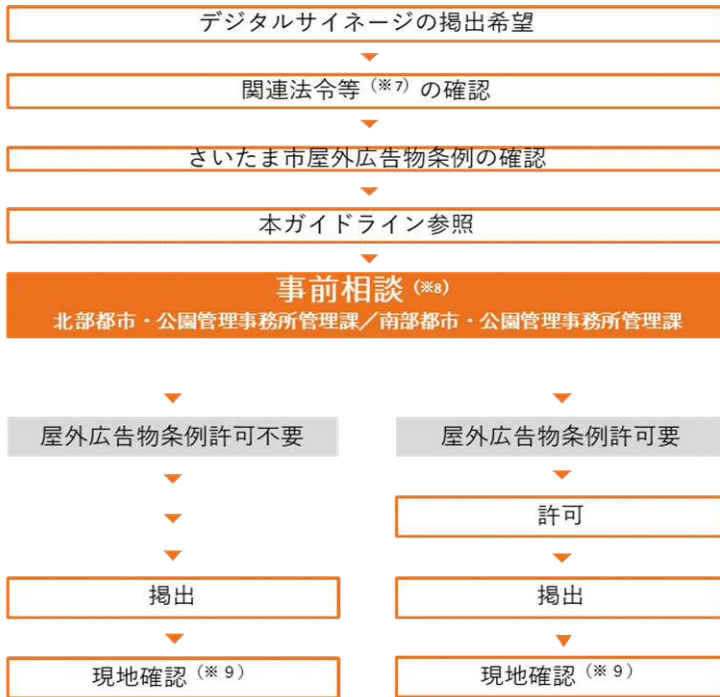 デジタルサイネージの掲出希望
関連法令等(※7)の確認
さいたま市屋外広告物条例の確認
本ガイドライン参照
事前相談(※8)
北部都市・公園管理事務所管理課／南部都市・公園管理事務所管理課
屋外広告物条例許可不要
屋外広告物条例許可要
許可
掲出
掲出
現地確認(※9)
現地確認(※9)